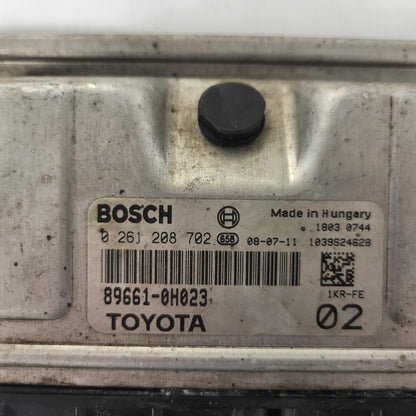 BOSCH
Made in Hungary
1803 0744
0 261 208 702 658 08-07-11 1039S24628
89661-0H023
1KR-FE
TOYOTA
02